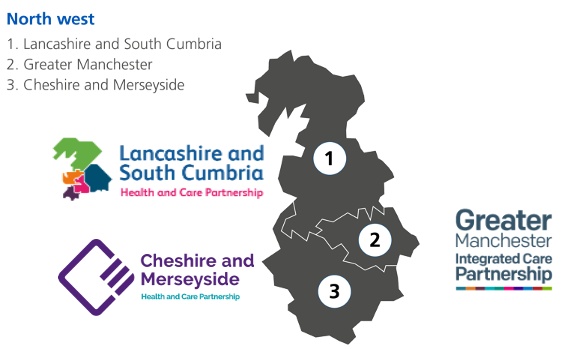 North west
1. Lancashire and South Cumbria
2. Greater Manchester
3. Cheshire and Merseyside
1
Lancashire and
South Cumbria
Health and Care Partnership
2
Greater
Manchester
Integrated Care
Partnership
Cheshire and
Merseyside
Health and Care Partnership
3